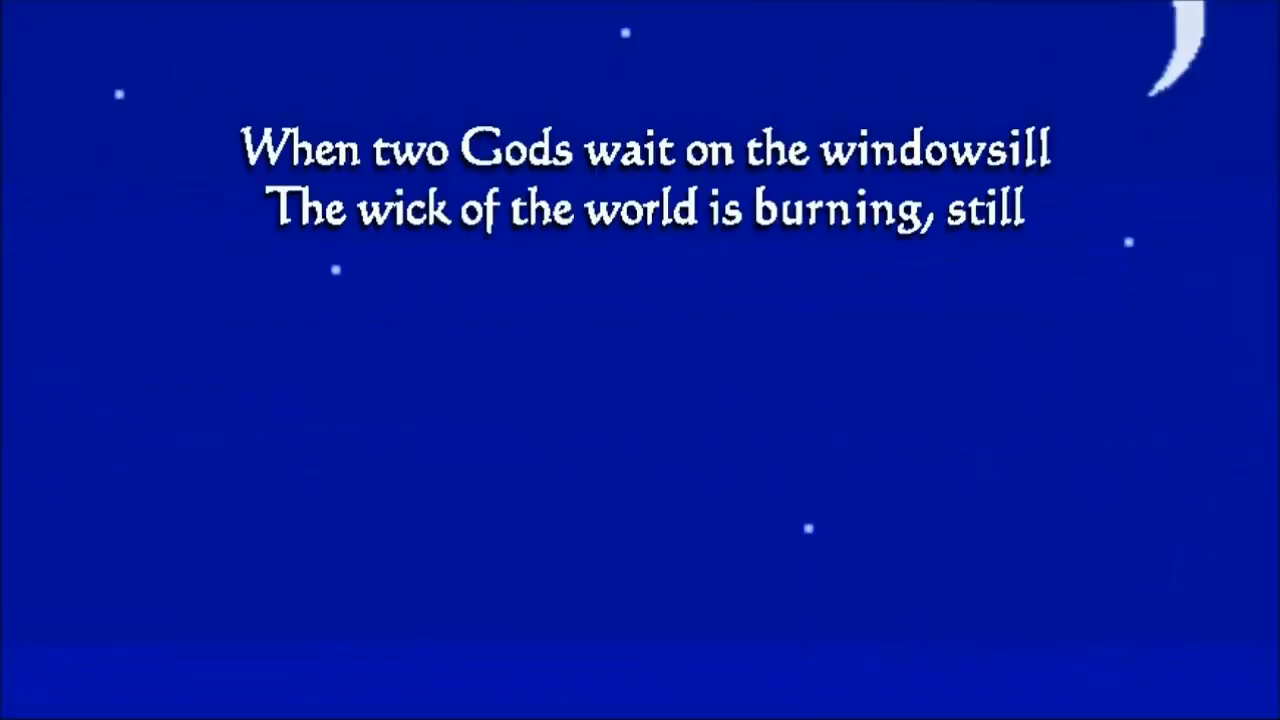 When two Gods wait on the windowsill
The wick of the world is burning, still